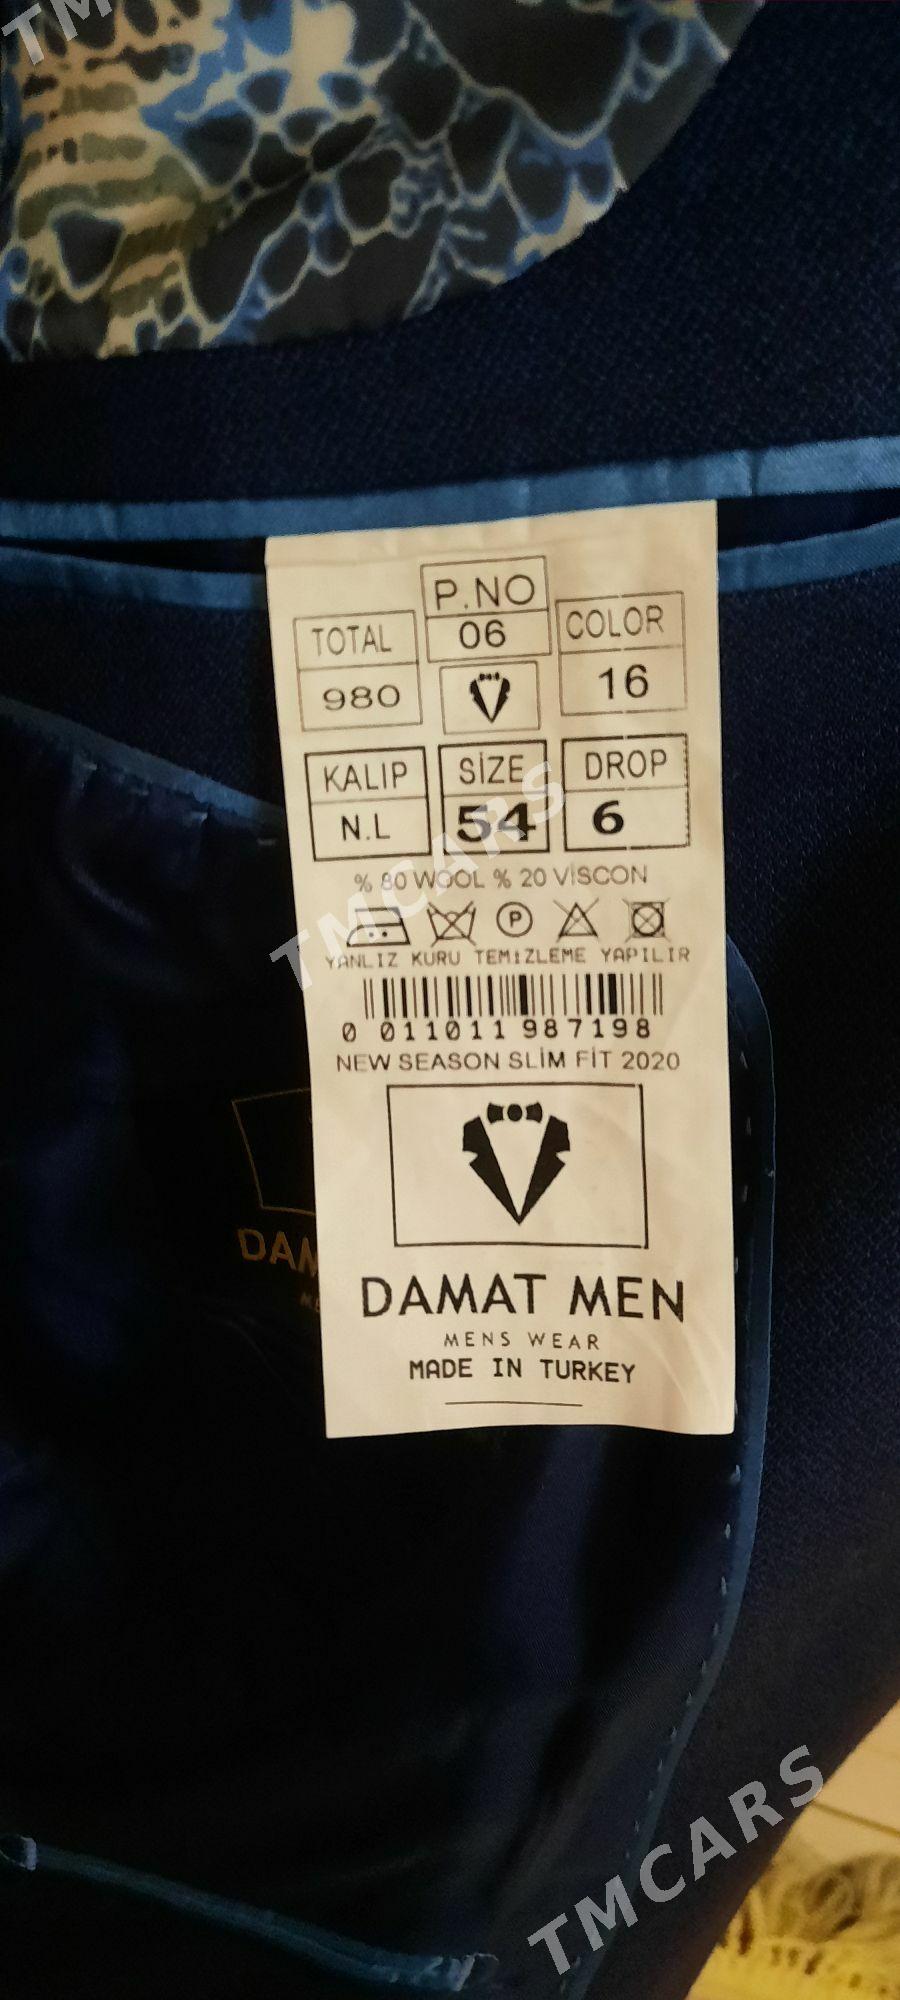 TMCARS
P.NO
TOTAL 06 COLOR
980 16
KALIP SİZE DROP
N.L 54 6
% 80 WOOL % 20 VİSCON
P
YANLIZ KURU TEMİZLEME YAPILIR
0 011011 987198
NEW SEASON SLİM FİT 2020
DAMAT MEN
MENS WEAR
MADE IN TURKEY
DAM
TMCARS
TMCARS